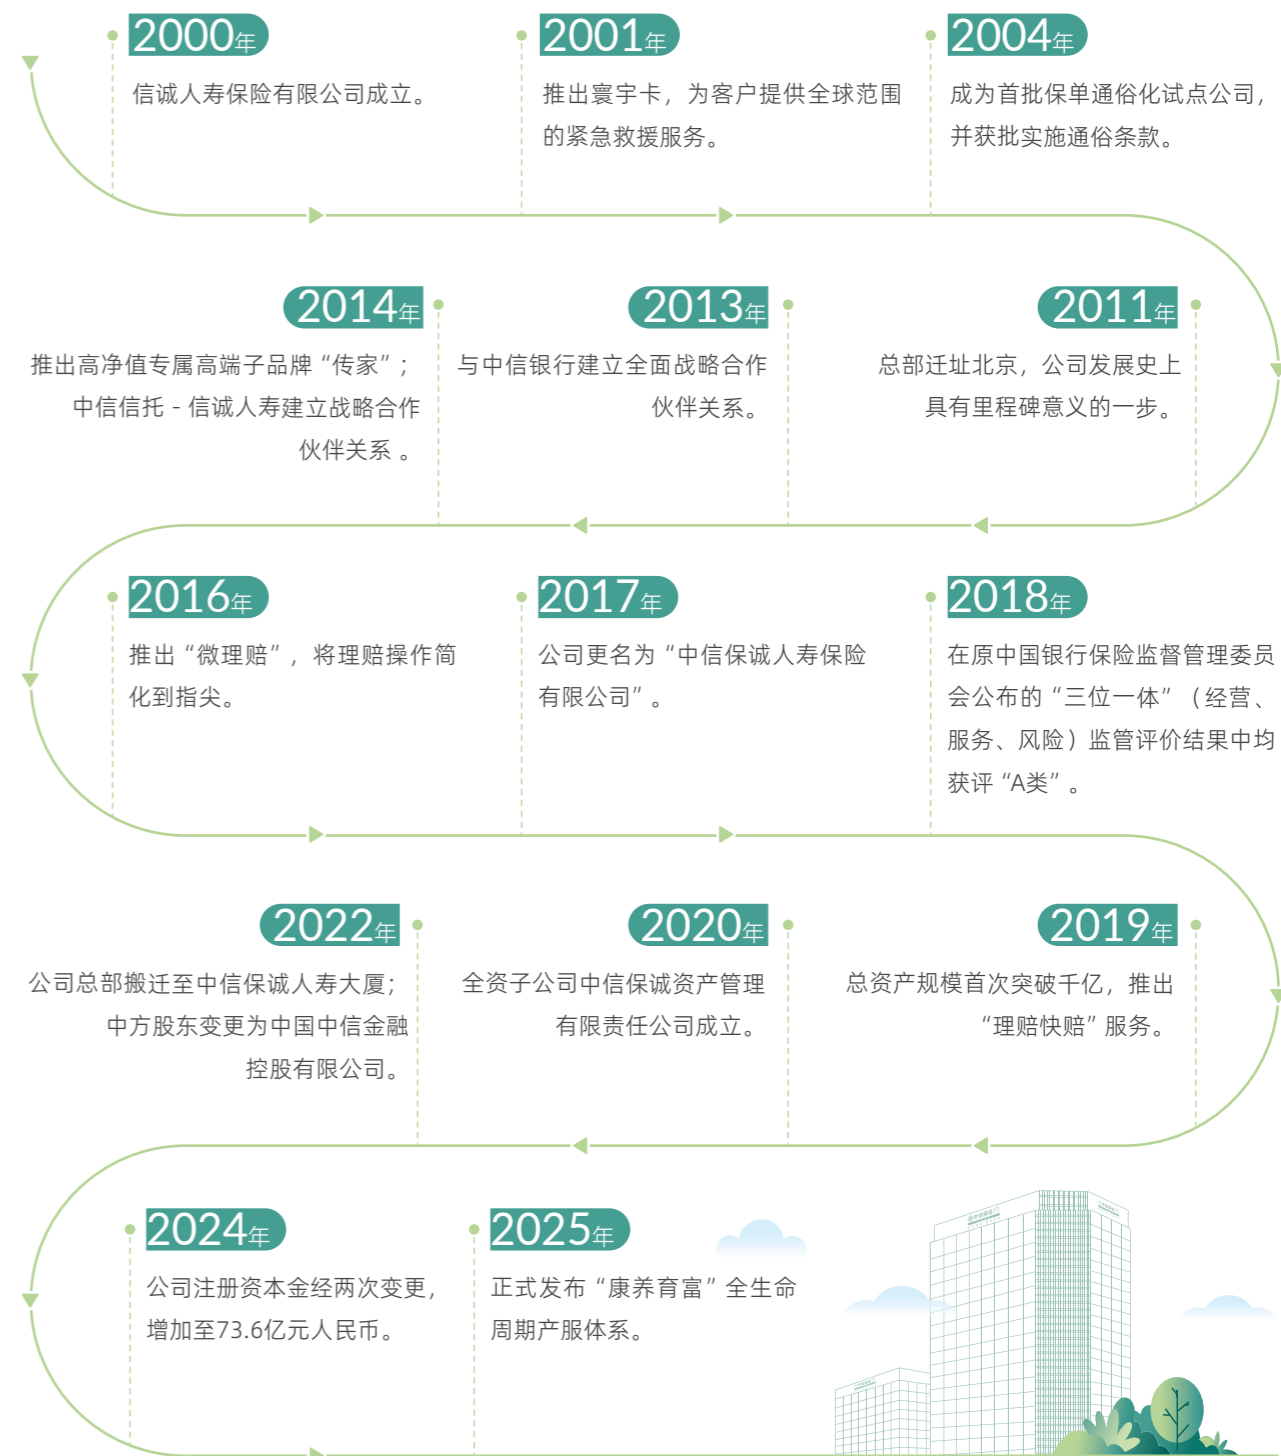 2000年
信诚人寿保险有限公司成立。
2001年
推出寰宇卡，为客户提供全球范围
的紧急救援服务。
2004年
成为首批保单通俗化试点公司，
并获批实施通俗条款。
2011年
总部迁址北京，公司发展史上
具有里程碑意义的一步。
2013年
与中信银行建立全面战略合作
伙伴关系。
2014年
推出高净值专属高端子品牌“传家”；
中信信托 - 信诚人寿建立战略合作
伙伴关系 。
2016年
推出“微理赔”，将理赔操作简
化到指尖。
2017年
公司更名为“中信保诚人寿保险
有限公司”。
2018年
在原中国银行保险监督管理委员
会公布的“三位一体”（经营、
服务、风险）监管评价结果中均
获评“A类”。
2019年
总资产规模首次突破千亿，推出
“理赔快赔”服务。
2020年
全资子公司中信保诚资产管理
有限责任公司成立。
2022年
公司总部搬迁至中信保诚人寿大厦；
中方股东变更为中国中信金融
控股有限公司。
2024年
公司注册资本金经两次变更，
增加至73.6亿元人民币。
2025年
正式发布“康养育富”全生命
周期产服体系。